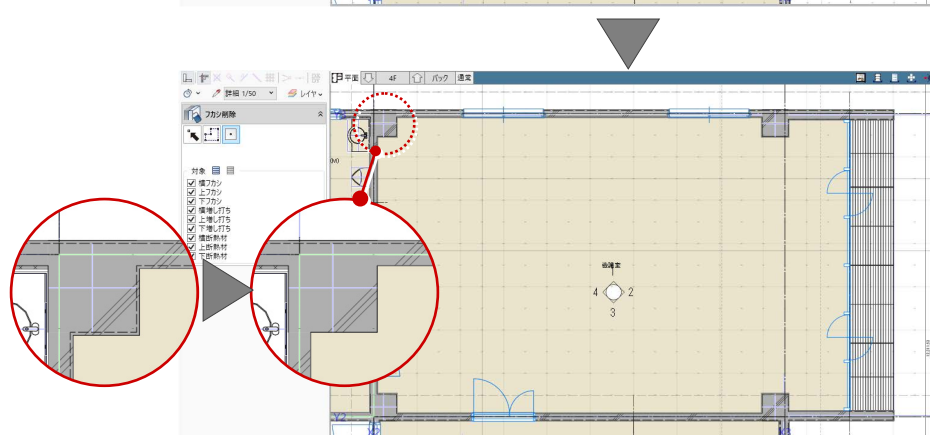 平面 4F パック 通常
詳細 1/50 レイヤ
フカシ削除
対象
横フカシ
上フカシ
下フカシ
横増し打ち
上増し打ち
下増し打ち
横断熱材
上断熱材
下断熱材
(M)
会議室
4 2
3